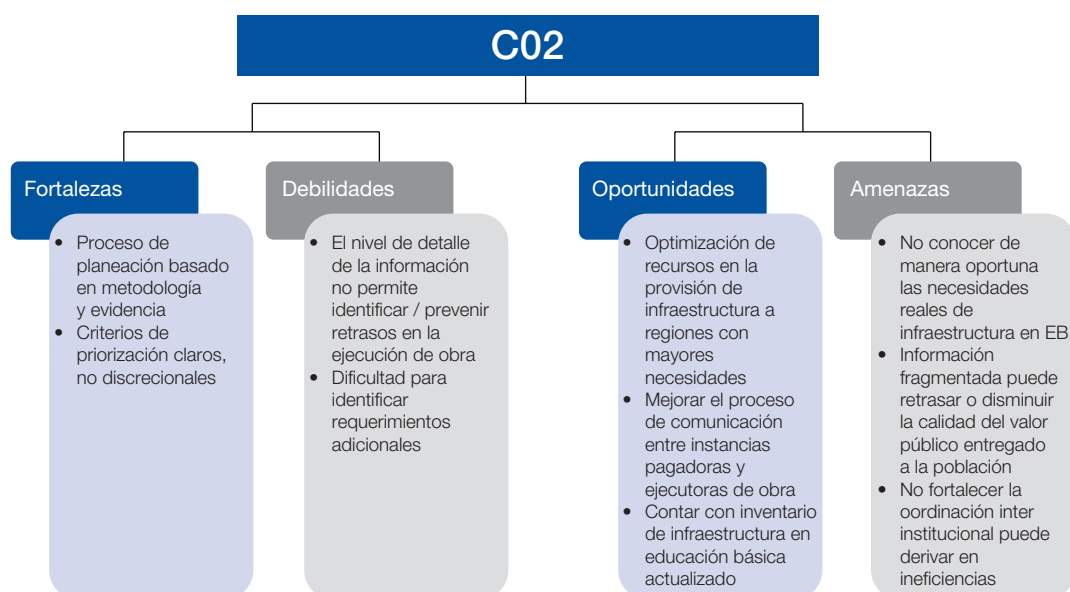 C02
Fortalezas
• Proceso de
planeación basado
en metodología
y evidencia
• Criterios de
priorización claros,
no discrecionales
Debilidades
• El nivel de detalle
de la información
no permite
identificar / prevenir
retrasos en la
ejecución de obra
• Dificultad para
identificar
requerimientos
adicionales
Oportunidades
• Optimización de
recursos en la
provisión de
infraestructura a
regiones con
mayores
necesidades
• Mejorar el proceso
de comunicación
entre instancias
pagadoras y
ejecutoras de obra
• Contar con inventario
de infraestructura en
educación básica
actualizado
Amenazas
• No conocer de
manera oportuna
las necesidades
reales de
infraestructura en EB
• Información
fragmentada puede
retrasar o disminuir
la calidad del valor
público entregado
a la población
• No fortalecer la
oordinación inter
institucional puede
derivar en
ineficiencias